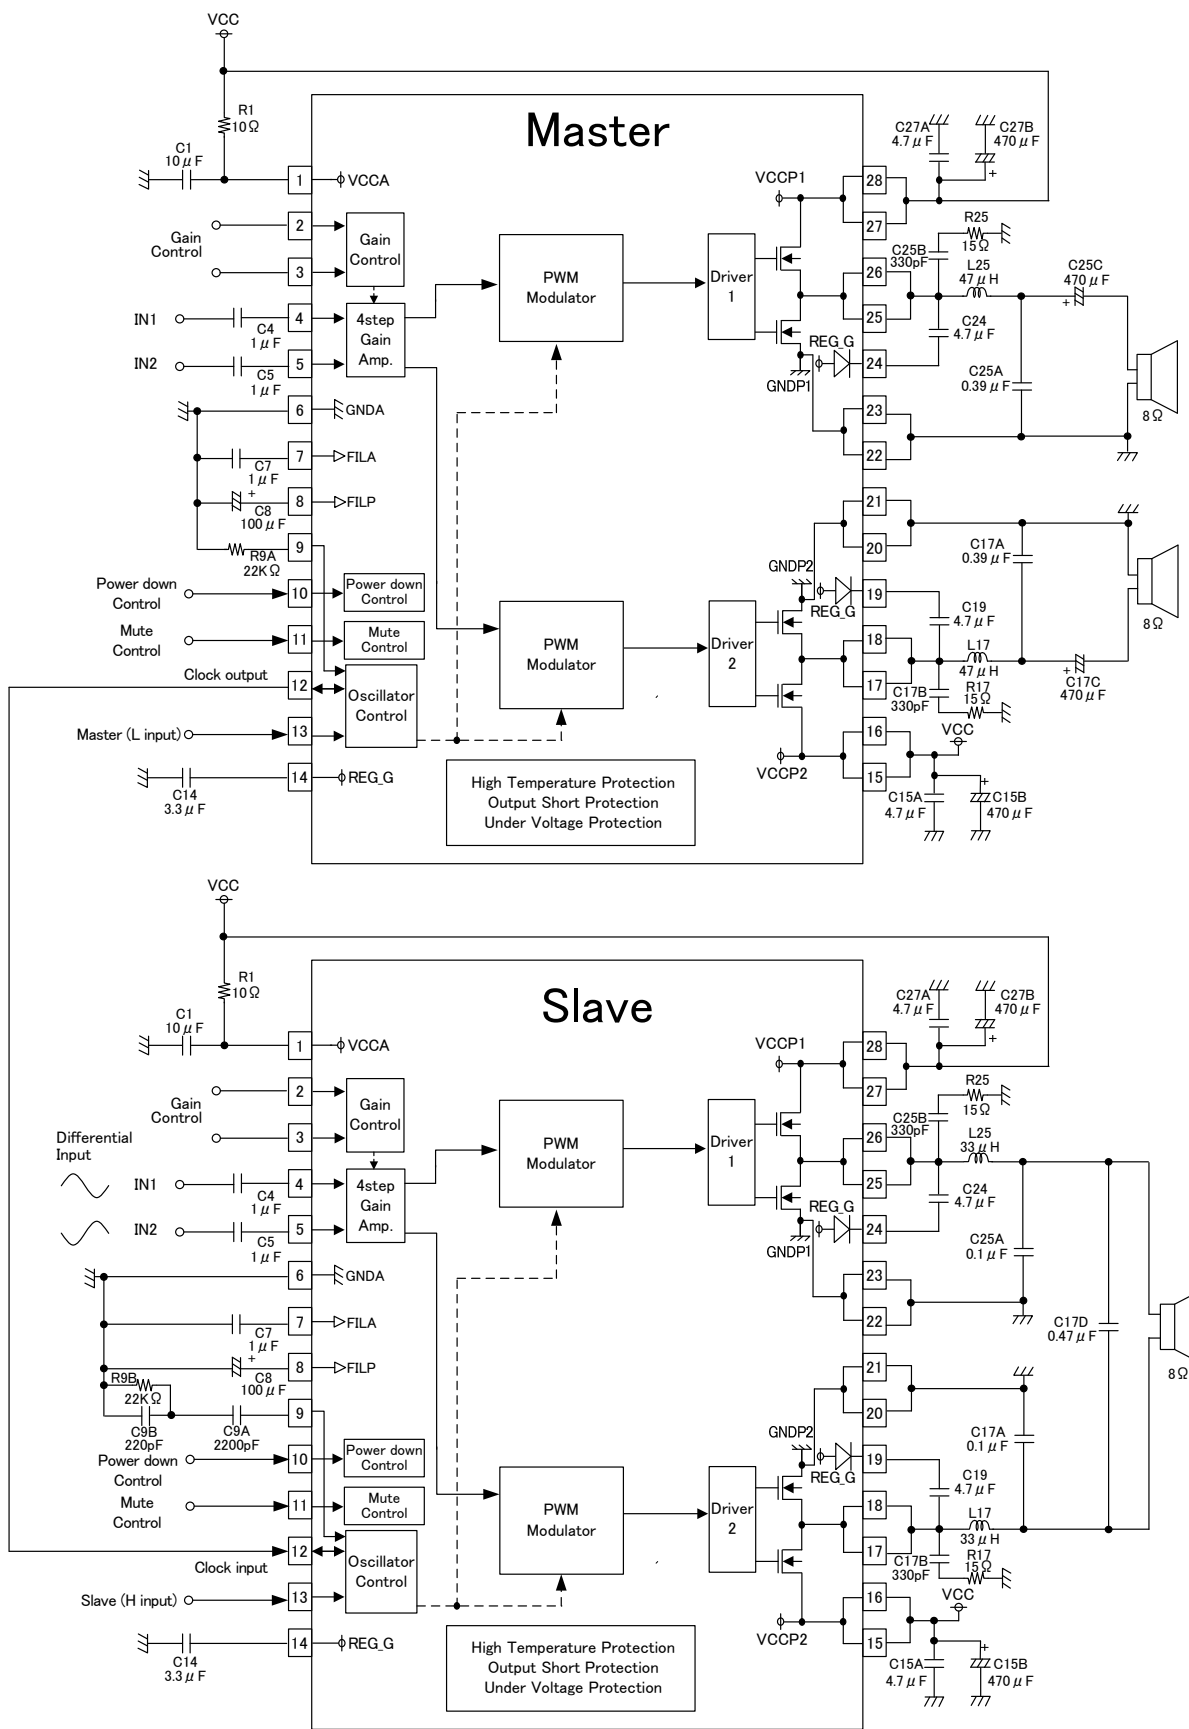 VCC
R1
10Ω
C1
10μF
Master
1
VCCA
2
3
Gain
Control
Gain
Control
IN1
C4
1μF
4
IN2
C5
1μF
5
4step
Gain
Amp.
6
GNDA
C7
1μF
7
FILA
+
C8
100μF
8
FILP
R9A
22KΩ
9
Power down
Control
10
Power down
Control
Mute
Control
11
Mute
Control
Clock output
12
Oscillator
Control
Master (L input)
13
C14
3.3μF
14
REG_G
PWM
Modulator
PWM
Modulator
High Temperature Protection
Output Short Protection
Under Voltage Protection
Driver
1
VCCP1
GNDP1
REG_G
Driver
2
GNDP2
REG_G
VCCP2
28
27
26
25
24
23
22
21
20
19
18
17
16
15
C27A
4.7μF
C27B
470μF
+
R25
15Ω
C25B
330pF
L25
47μH
C25C
470μF
+
C24
4.7μF
C25A
0.39μF
8Ω
C17A
0.39μF
C19
4.7μF
L17
47μH
8Ω
+
C17C
470μF
C17B
330pF
R17
15Ω
VCC
C15A
4.7μF
+
C15B
470μF
VCC
R1
10Ω
C1
10μF
Slave
1
VCCA
2
3
Gain
Control
Gain
Control
Differential
Input
IN1
C4
1μF
4
IN2
C5
1μF
5
4step
Gain
Amp.
6
GNDA
C7
1μF
7
FILA
+
C8
100μF
8
FILP
R9B
22KΩ
C9B
220pF
C9A
2200pF
9
Power down
Control
10
Power down
Control
Mute
Control
11
Mute
Control
Clock input
12
Oscillator
Control
Slave (H input)
13
C14
3.3μF
14
REG_G
PWM
Modulator
PWM
Modulator
High Temperature Protection
Output Short Protection
Under Voltage Protection
Driver
1
VCCP1
GNDP1
REG_G
Driver
2
GNDP2
REG_G
VCCP2
28
27
26
25
24
23
22
21
20
19
18
17
16
15
C27A
4.7μF
C27B
470μF
+
R25
15Ω
C25B
330pF
L25
33μH
C24
4.7μF
C25A
0.1μF
C17D
0.47μF
8Ω
C17A
0.1μF
C19
4.7μF
L17
33μH
C17B
330pF
R17
15Ω
VCC
C15A
4.7μF
+
C15B
470μF